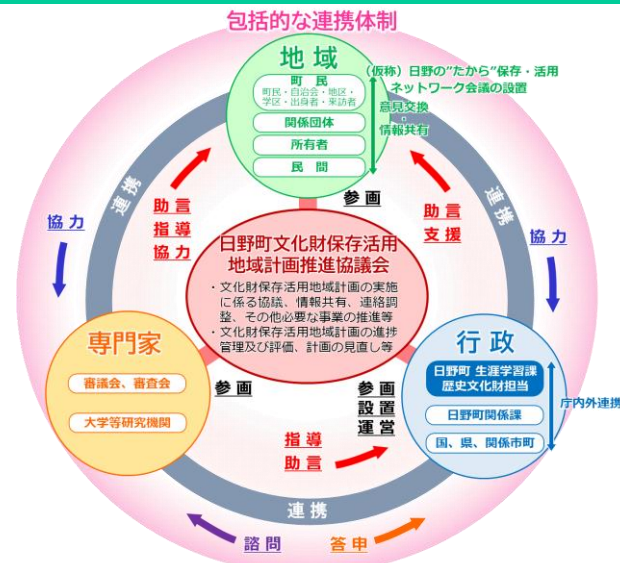 包括的な連携体制
地域
町民
町民・自治会・地区・
学区・出身者・来訪者
関係団体
所有者
民間
(仮称)日野の"たから"保存・活用
ネットワーク会議の設置
意見交換
・
情報共有
連携
連携
助言
指導
協力
参画
助言
支援
協力
協力
日野町文化財保存活用
地域計画推進協議会
・文化財保存活用地域計画の実施
に係る協議、情報共有、連絡調
整、その他必要な事業の推進等
・文化財保存活用地域計画の進捗
管理及び評価、計画の見直し等
専門家
審議会、審査会
大学等研究機関
参画
参画
設置
運営
行政
日野町 生涯学習課
歴史文化財担当
日野町関係課
国、県、関係市町
庁内外連携
指導
助言
連携
諮問
答申